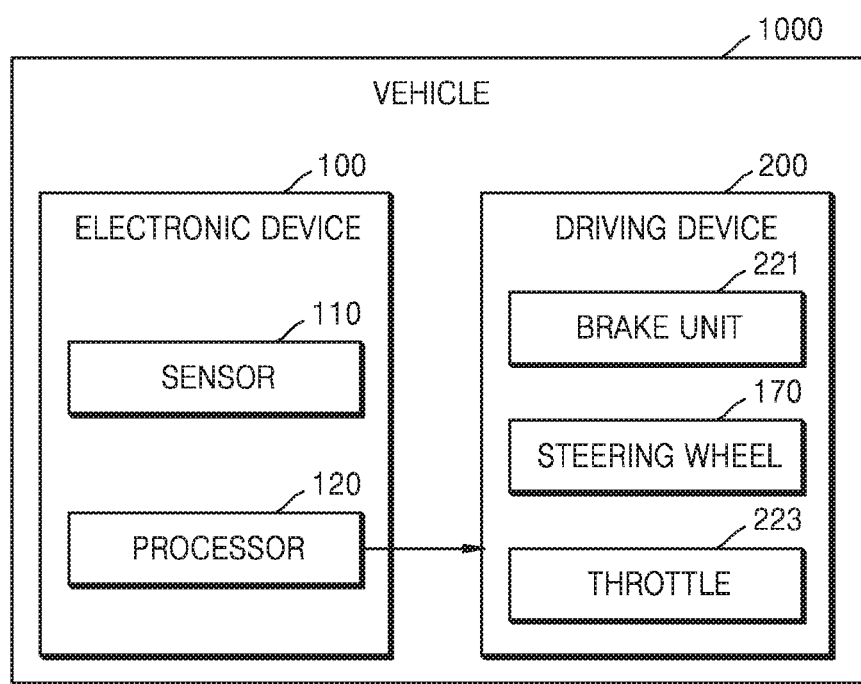 1000
VEHICLE
100
ELECTRONIC DEVICE
110
SENSOR
120
PROCESSOR
200
DRIVING DEVICE
221
BRAKE UNIT
170
STEERING WHEEL
223
THROTTLE